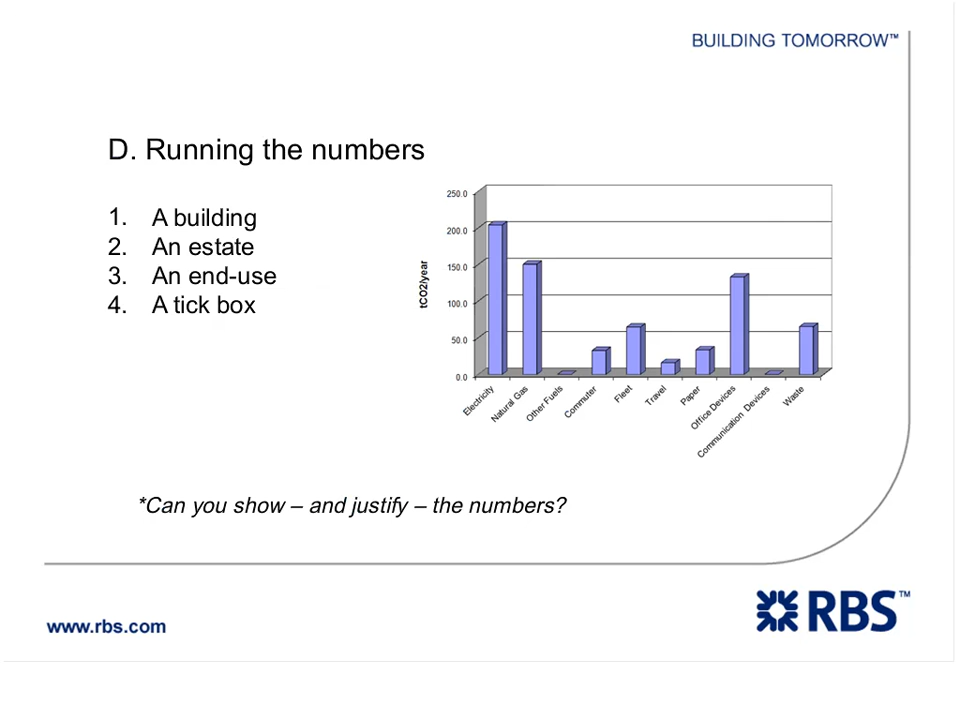 BUILDING TOMORROW™
D. Running the numbers
1. A building
2. An estate
3. An end-use
4. A tick box
250.0
200.0
150.0
100.0
50.0
0.0
tCO2/year
Electricity
Natural Gas
Other Fuels
Commuter
Fleet
Travel
Paper
Office Devices
Communication Devices
Waste
*Can you show – and justify – the numbers?
www.rbs.com
RBS™